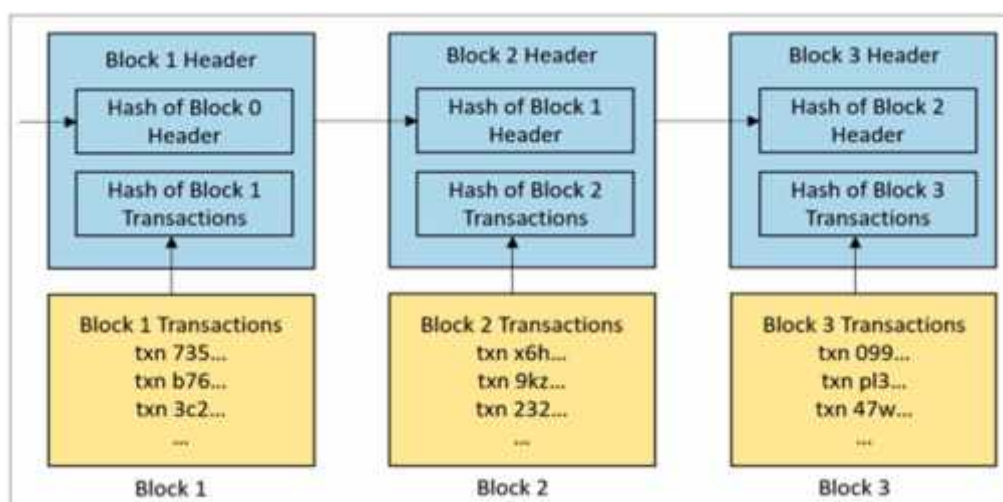 Block 1 Header
Hash of Block 0
Header
Hash of Block 1
Transactions
Block 1 Transactions
txn 735...
txn b76...
txn 3c2...
...
Block 1
Block 2 Header
Hash of Block 1
Header
Hash of Block 2
Transactions
Block 2 Transactions
txn x6h...
txn 9kz...
txn 232...
...
Block 2
Block 3 Header
Hash of Block 2
Header
Hash of Block 3
Transactions
Block 3 Transactions
txn 099...
txn pl3...
txn 47w...
...
Block 3